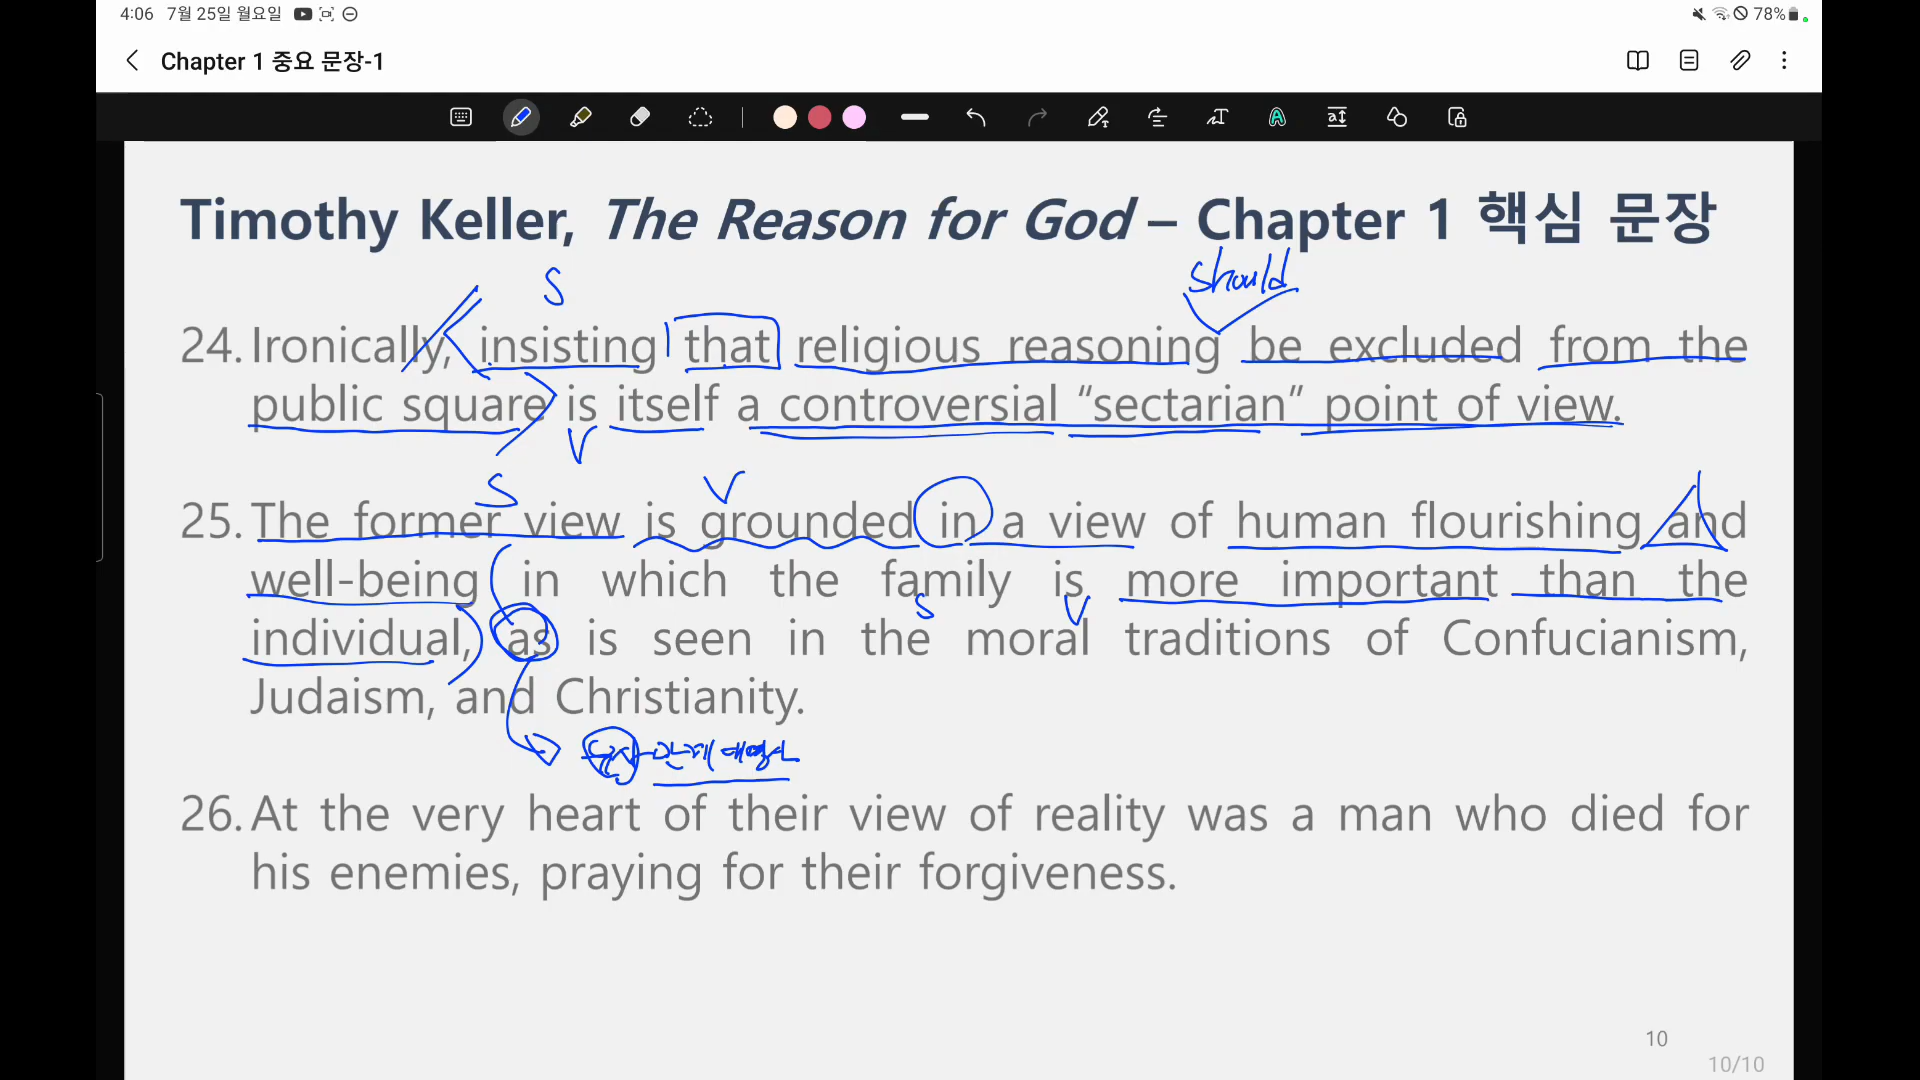 4:06 7월 25일 월요일
78%
Chapter 1 중요 문장-1
Timothy Keller, The Reason for God – Chapter 1 핵심 문장
S
should
24. Ironically, insisting that religious reasoning be excluded from the
public square is itself a controversial “sectarian” point of view.
V
S V
25. The former view is grounded in a view of human flourishing and
well-being in which the family is more important than the
S V
individual, as is seen in the moral traditions of Confucianism,
Judaism, and Christianity.
관계대명사
26. At the very heart of their view of reality was a man who died for
his enemies, praying for their forgiveness.
10
10/10